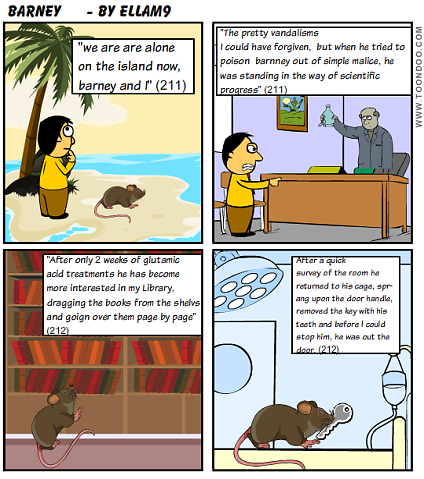 BARNEY - BY ELLAM9
"we are are alone
on the island now,
barney and I" (211)
"The pretty vandalisms
I could have forgiven, but when he tried to
poison barnney out of simple malice, he
was standing in the way of scientific
progress" (211)
"After only 2 weeks of glutamic
acid treatments he has become
more interested in my Library,
dragging the books from the shelvs
and goign over them page by page"
(212)
After a quick
survey of the room he
returned to his cage, spr-
ang upon the door handle,
removed the key with his
teeth and before I could
stop him, he was out the
door. (212)
WWW.TOONDOO.COM